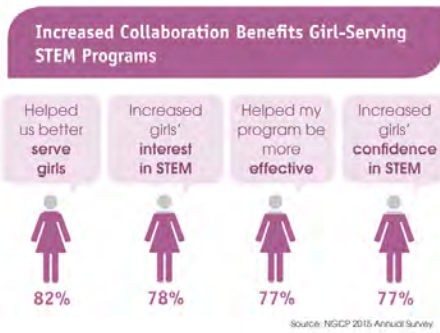 Increased Collaboration Benefits Girl-Serving
STEM Programs
Helped
us better
serve
girls
Increased
girls'
interest
in STEM
Helped my
program be
more
effective
Increased
girls'
confidence
in STEM
82%
78%
77%
77%
Source: NGCP 2015 Annual Survey